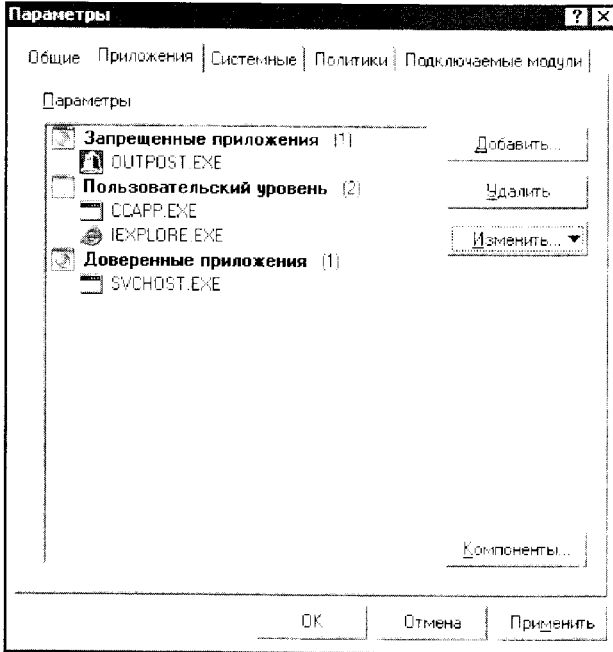 Параметры
Общие Приложения Системные Политики Подключаемые модули
Параметры
Запрещенные приложения (1)
OUTPOST.EXE
Пользовательский уровень (2)
CCAPP.EXE
IEXPLORE.EXE
Доверенные приложения (1)
SVCHOST.EXE
Добавить...
Удалить
Изменить...
Компоненты...
OK Отмена Применить